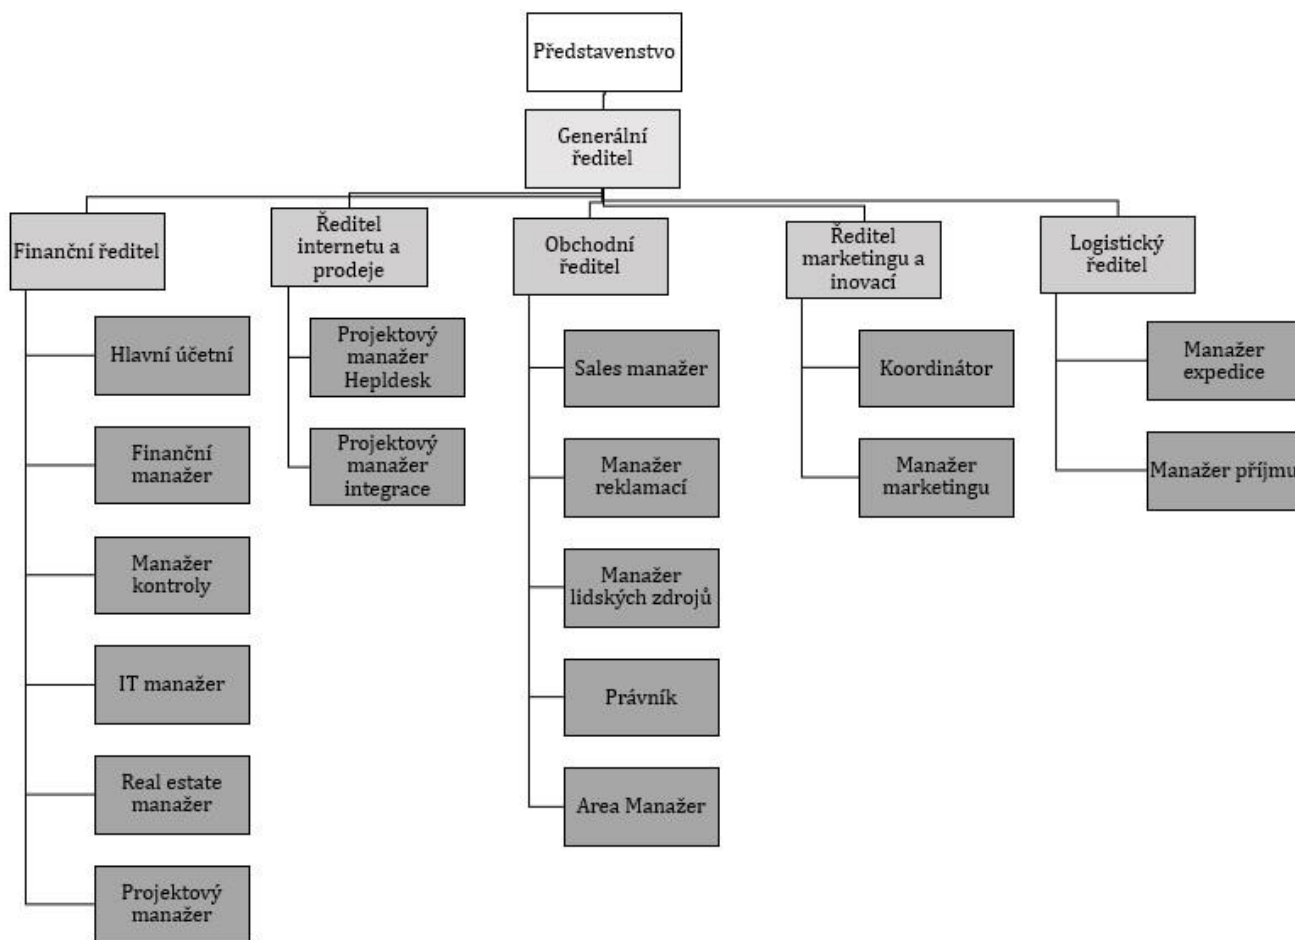 Představenstvo
Generální
ředitel
Finanční ředitel
Hlavní účetní
Finanční
manažer
Manažer
kontroly
IT manažer
Real estate
manažer
Projektový
manažer
Ředitel
internetu a
prodeje
Projektový
manažer
Hepldesk
Projektový
manažer
integrace
Obchodní
ředitel
Sales manažer
Manažer
reklamací
Manažer
lidských zdrojů
Právník
Area Manažer
Ředitel
marketingu a
inovací
Koordinátor
Manažer
marketingu
Logistický
ředitel
Manažer
expedice
Manažer příjmu